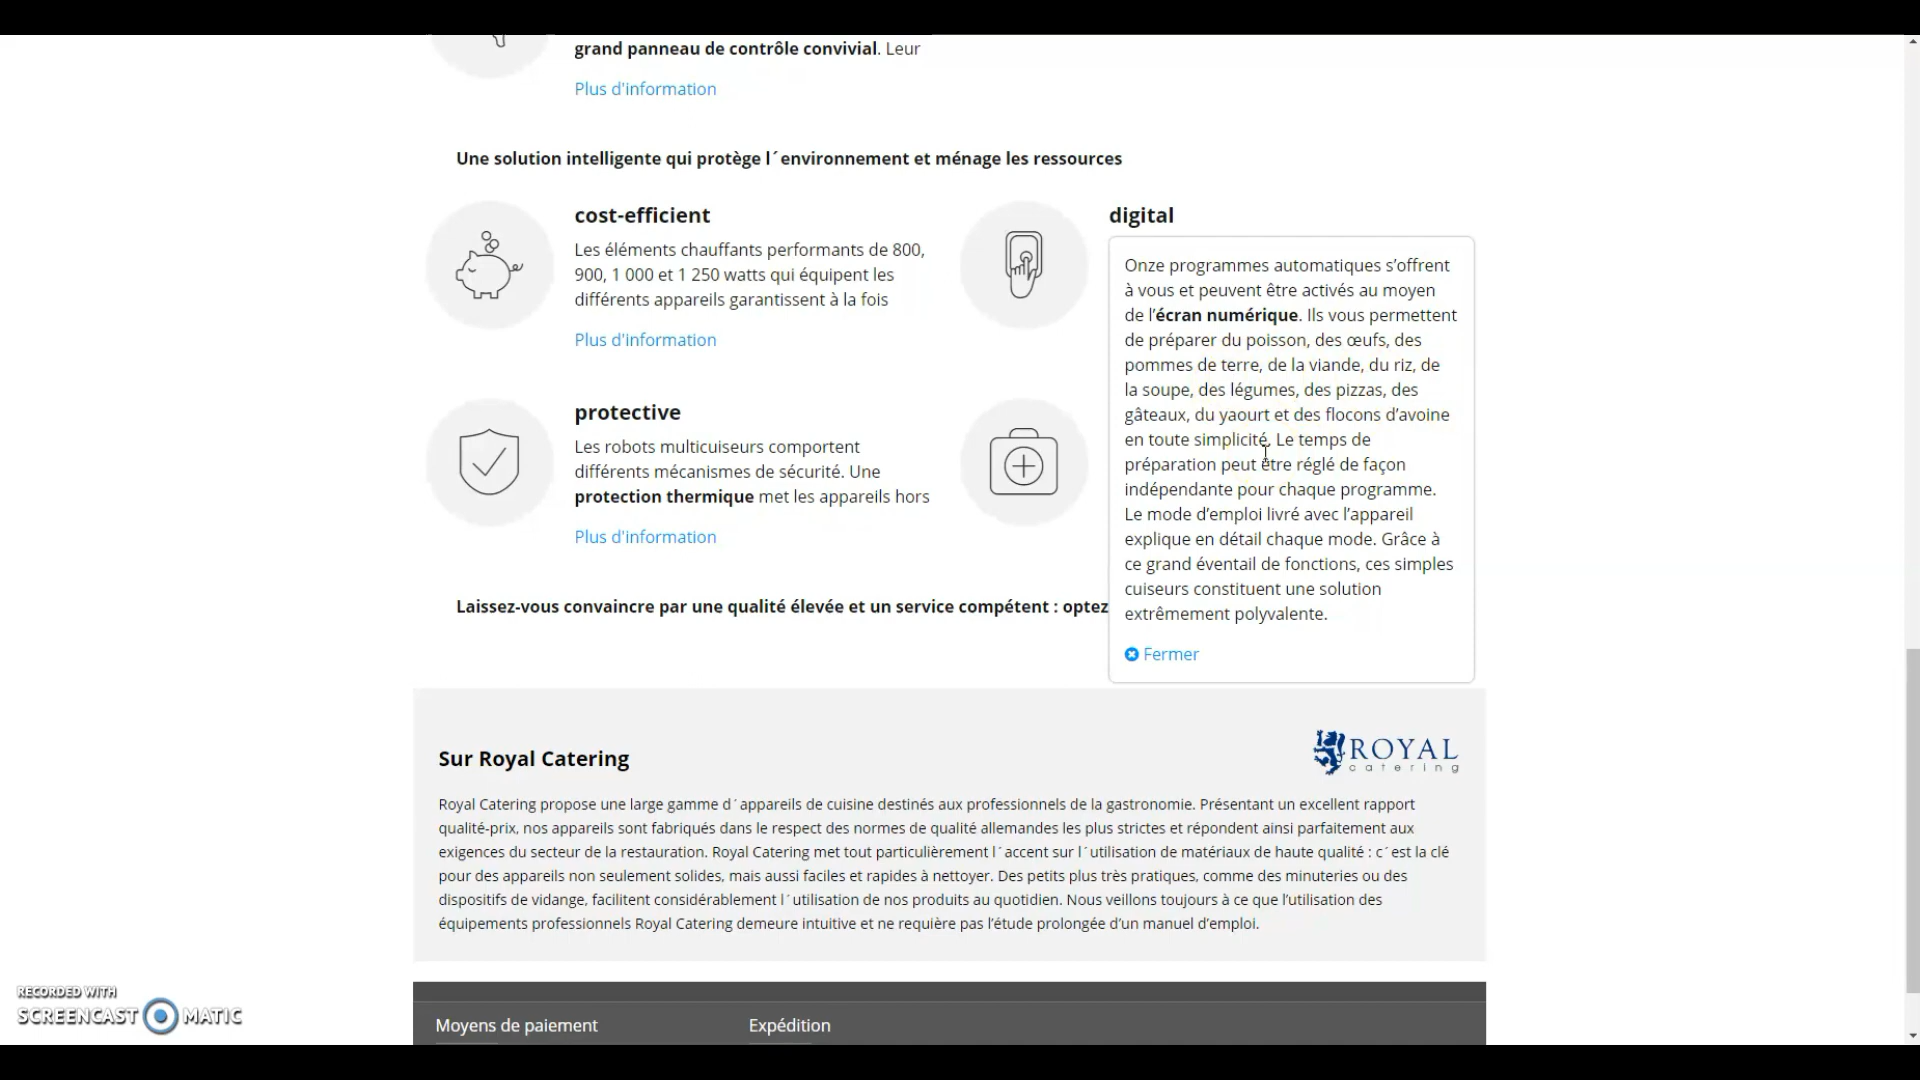 grand panneau de contrôle convivial. Leur
Plus d'information
Une solution intelligente qui protège l´environnement et ménage les ressources
cost-efficient
Les éléments chauffants performants de 800,
900, 1 000 et 1 250 watts qui équipent les
différents appareils garantissent à la fois
Plus d'information
digital
Onze programmes automatiques s’offrent
à vous et peuvent être activés au moyen
de l’écran numérique. Ils vous permettent
de préparer du poisson, des œufs, des
pommes de terre, de la viande, du riz, de
la soupe, des légumes, des pizzas, des
gâteaux, du yaourt et des flocons d’avoine
en toute simplicité. Le temps de
préparation peut être réglé de façon
indépendante pour chaque programme.
Le mode d’emploi livré avec l’appareil
explique en détail chaque mode. Grâce à
ce grand éventail de fonctions, ces simples
cuiseurs constituent une solution
extrêmement polyvalente.
Fermer
protective
Les robots multicuiseurs comportent
différents mécanismes de sécurité. Une
protection thermique met les appareils hors
Plus d'information
Laissez-vous convaincre par une qualité élevée et un service compétent : optez
Sur Royal Catering
ROYAL
catering
Royal Catering propose une large gamme d´appareils de cuisine destinés aux professionnels de la gastronomie. Présentant un excellent rapport
qualité-prix, nos appareils sont fabriqués dans le respect des normes de qualité allemandes les plus strictes et répondent ainsi parfaitement aux
exigences du secteur de la restauration. Royal Catering met tout particulièrement l´accent sur l´utilisation de matériaux de haute qualité : c´est la clé
pour des appareils non seulement solides, mais aussi faciles et rapides à nettoyer. Des petits plus très pratiques, comme des minuteries ou des
dispositifs de vidange, facilitent considérablement l´utilisation de nos produits au quotidien. Nous veillons toujours à ce que l’utilisation des
équipements professionnels Royal Catering demeure intuitive et ne requière pas l’étude prolongée d’un manuel d’emploi.
RECORDED WITH
SCREENCAST MATIC
Moyens de paiement
Expédition